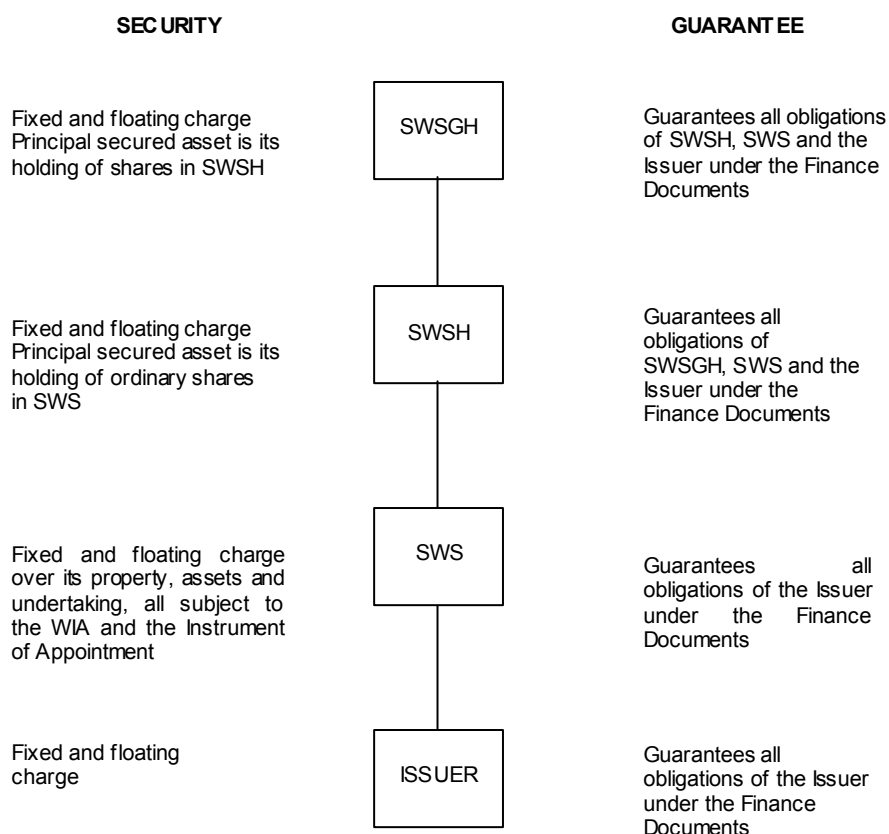 SECURITY
GUARANTEE
Fixed and floating charge
Principal secured asset is its
holding of shares in SWSH
SWSGH
Guarantees all obligations
of SWSH, SWS and the
Issuer under the Finance
Documents
Fixed and floating charge
Principal secured asset is its
holding of ordinary shares
in SWS
SWSH
Guarantees all
obligations of
SWSGH, SWS and the
Issuer under the
Finance Documents
Fixed and floating charge
over its property, assets and
undertaking, all subject to
the WIA and the Instrument
of Appointment
SWS
Guarantees all
obligations of the Issuer
under the Finance
Documents
Fixed and floating
charge
ISSUER
Guarantees all
obligations of the Issuer
under the Finance
Documents